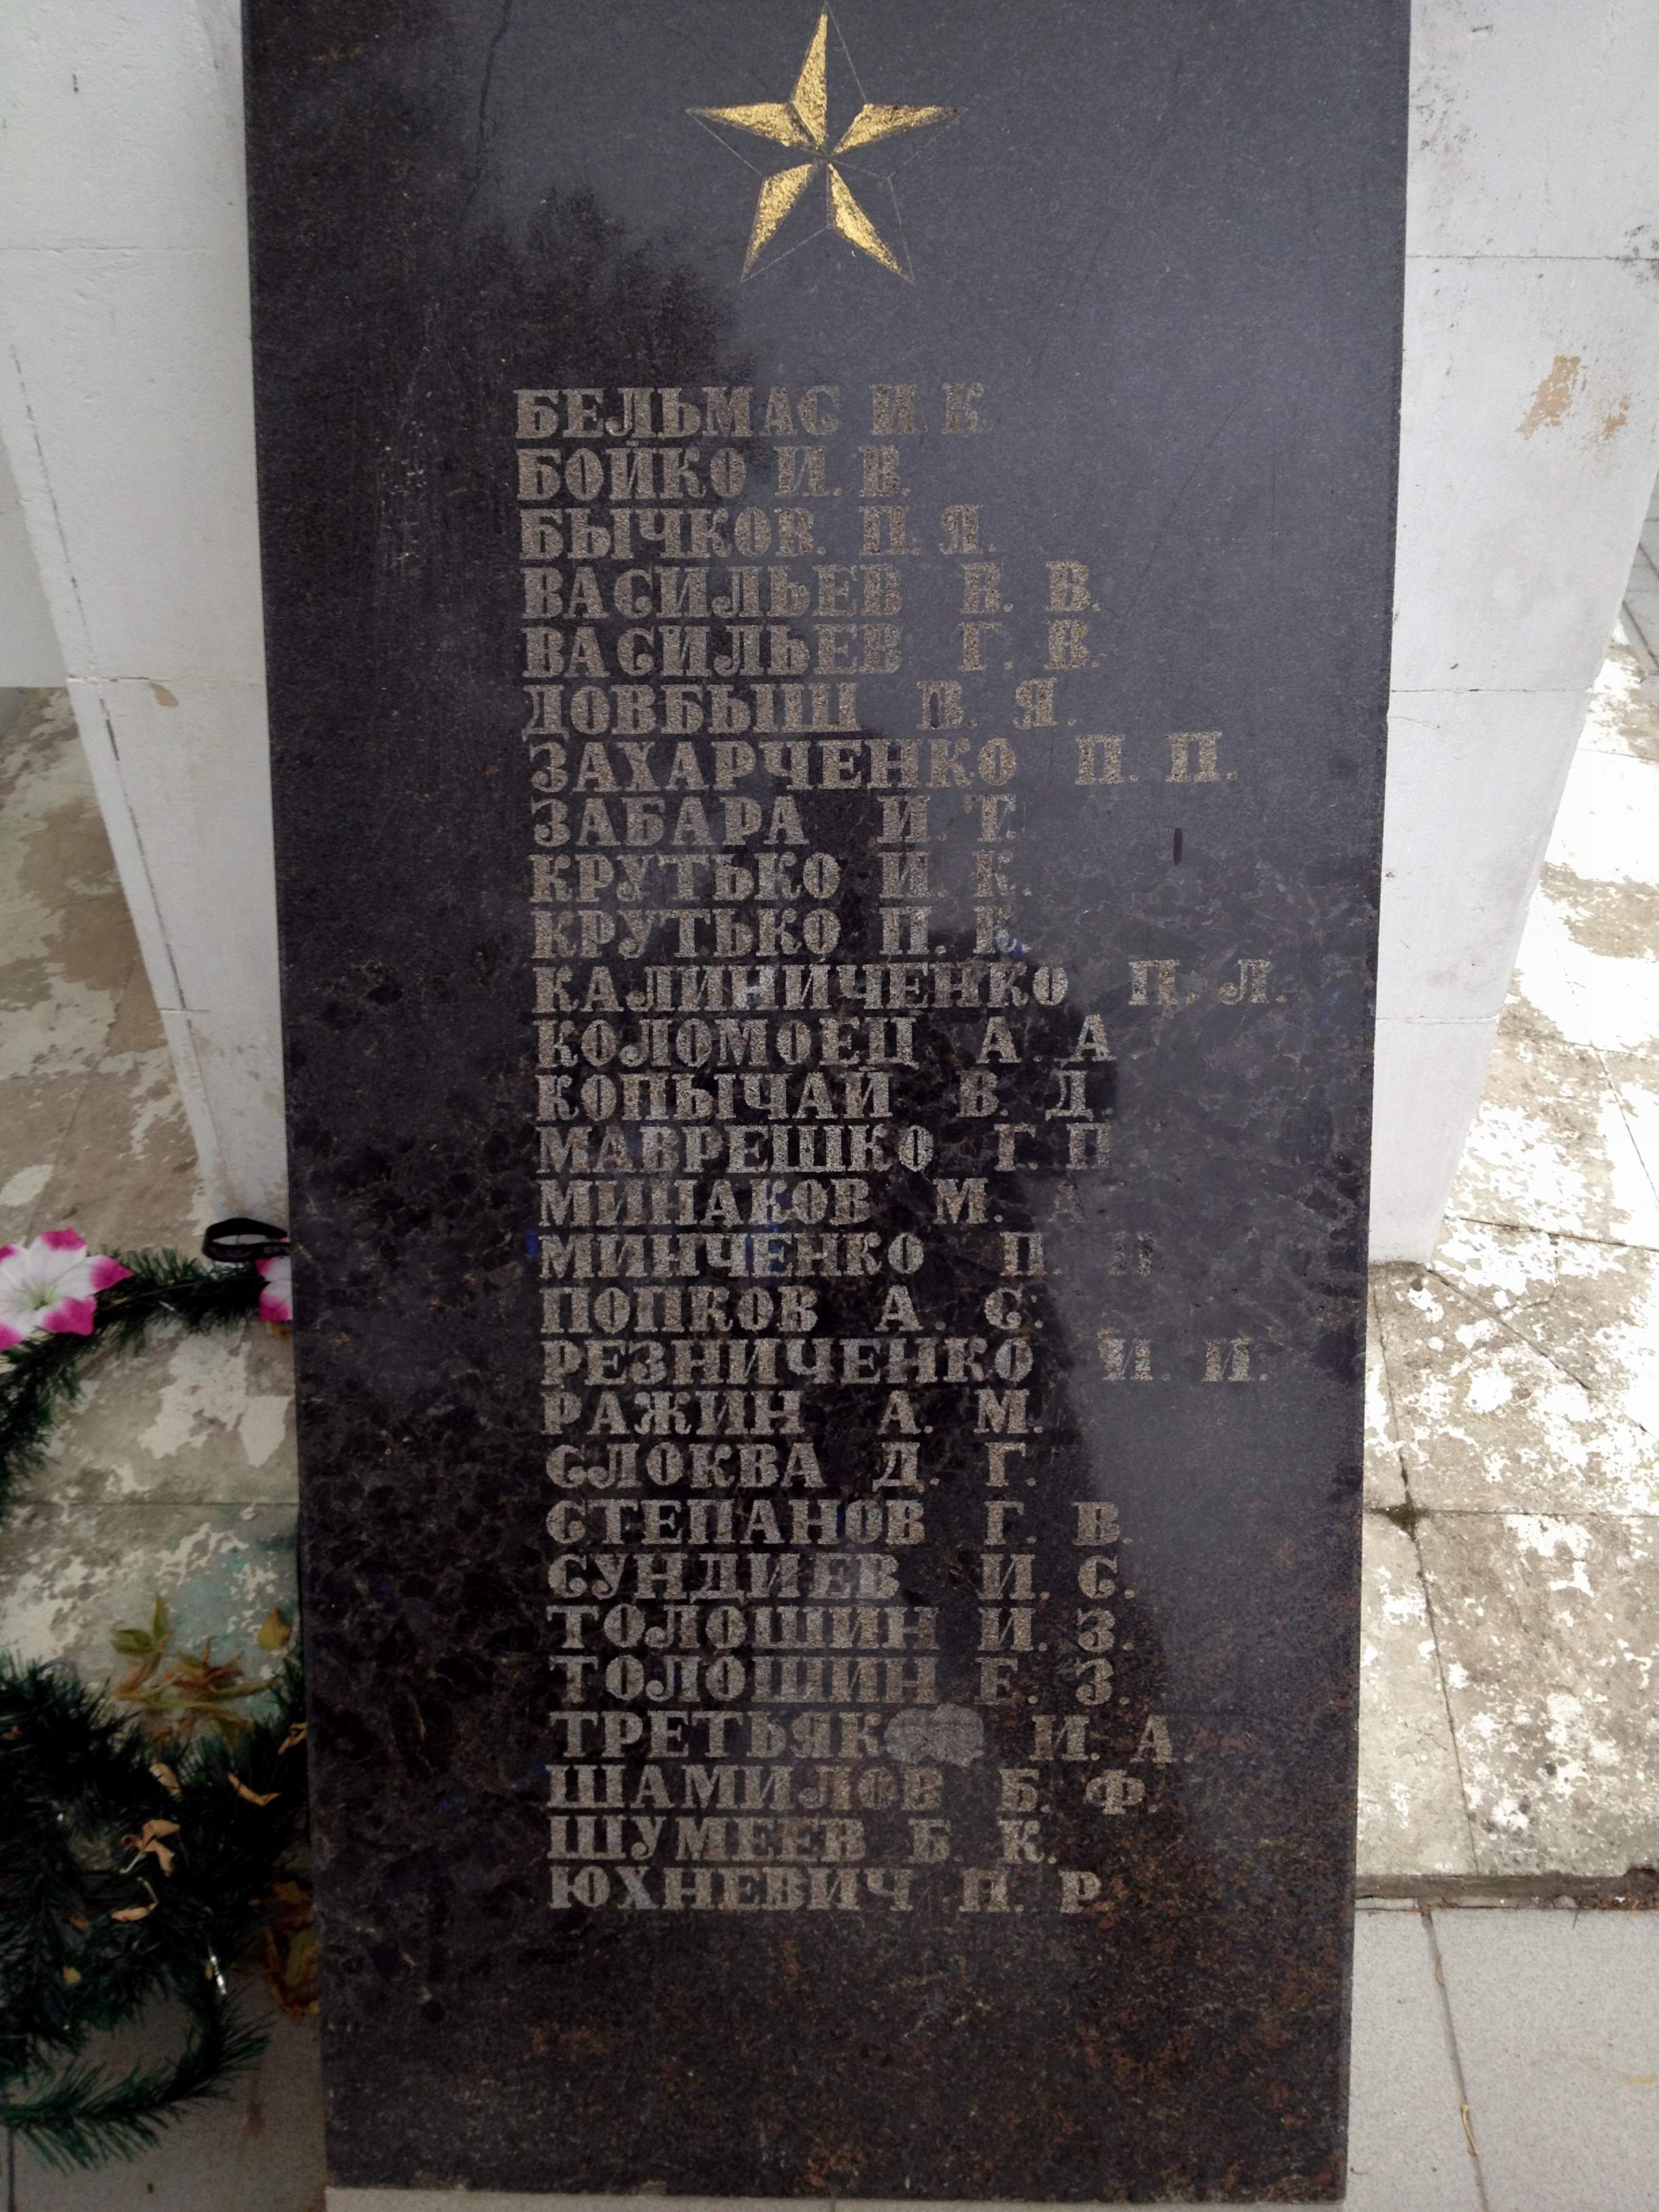 БЕЛЬМАС И. К.
БОЙКО И. В.
БЫЧКОВ. П. Я.
ВАСИЛЬЕВ В. В.
ВАСИЛЬЕВ Г. В.
ДОВБЫШ В. Я.
ЗАХАРЧЕНКО П. П.
ЗАБАРА И. Т.
КРУТЬКО И. К.
КРУТЬКО П. К.
КАЛИНИЧЕНКО П. Л.
КОЛОМОЕЦ А. А.
КОПЫЧАЙ В. Д.
МАВРЕШКО Г. П.
МИНАКОВ М. А.
МИНЧЕНКО П.
ПОПКОВ А. С.
РЕЗНИЧЕНКО И. И.
РАЖИН А. М.
СЛОКВА Д. Г.
СТЕПАНОВ Г. В.
СУНДИЕВ И. С.
ТОЛОШИН И. З.
ТОЛОШИН Е. З.
И. А.
ШАМИЛОВ Б. Ф.
ШУМЕЕВ Б. К.
ЮХНЕВИЧ П. Р.